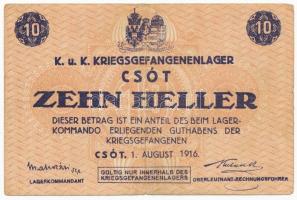 10 10
K. u. K. KRIEGSGEFANGENENLAGER
CSÓT
ZEHN HELLER
DIESER BETRAG IST EIN ANTEIL DES BEIM LAGER-
KOMMANDO ERLIEGENDEN GUTHABENS DER
KRIEGSGEFANGENEN
CSÓT, 1. AUGUST 1916.
LAGERKOMMANDANT
GÜLTIG NUR INNERHALB DES
KRIEGSGEFANGENENLAGERS
OBERLEUTNANT-RECHNUNGSFÜHRER